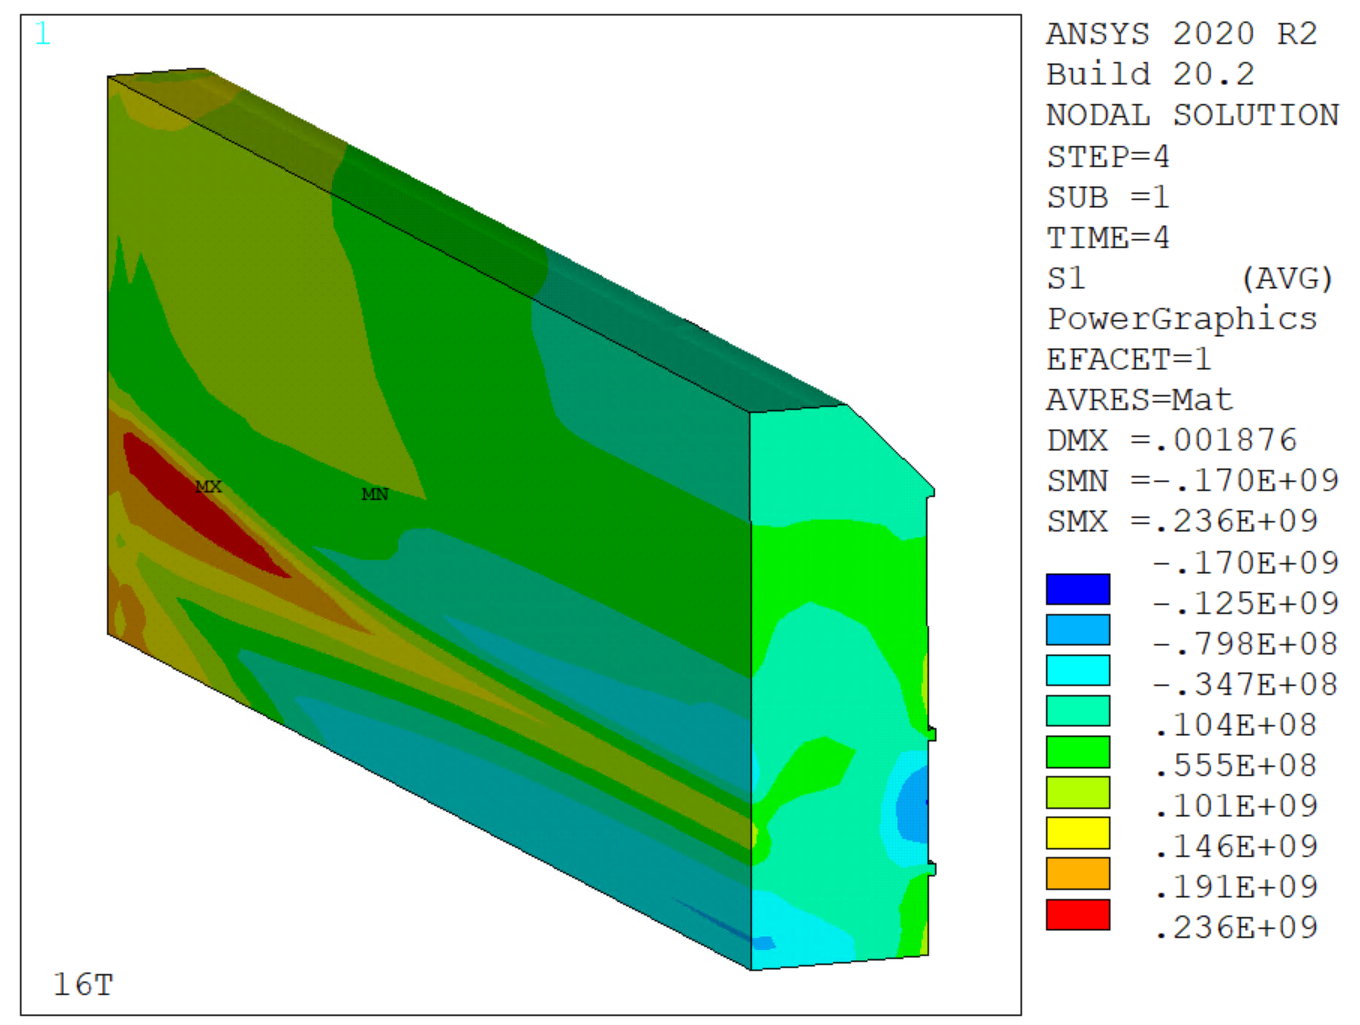 1
ANSYS 2020 R2
Build 20.2
NODAL SOLUTION
STEP=4
SUB =1
TIME=4
S1 (AVG)
PowerGraphics
EFACET=1
AVRES=Mat
DMX =.001876
SMN =-.170E+09
SMX =.236E+09
-.170E+09
-.125E+09
-.798E+08
-.347E+08
.104E+08
.555E+08
.101E+09
.146E+09
.191E+09
.236E+09
MX
MN
16T